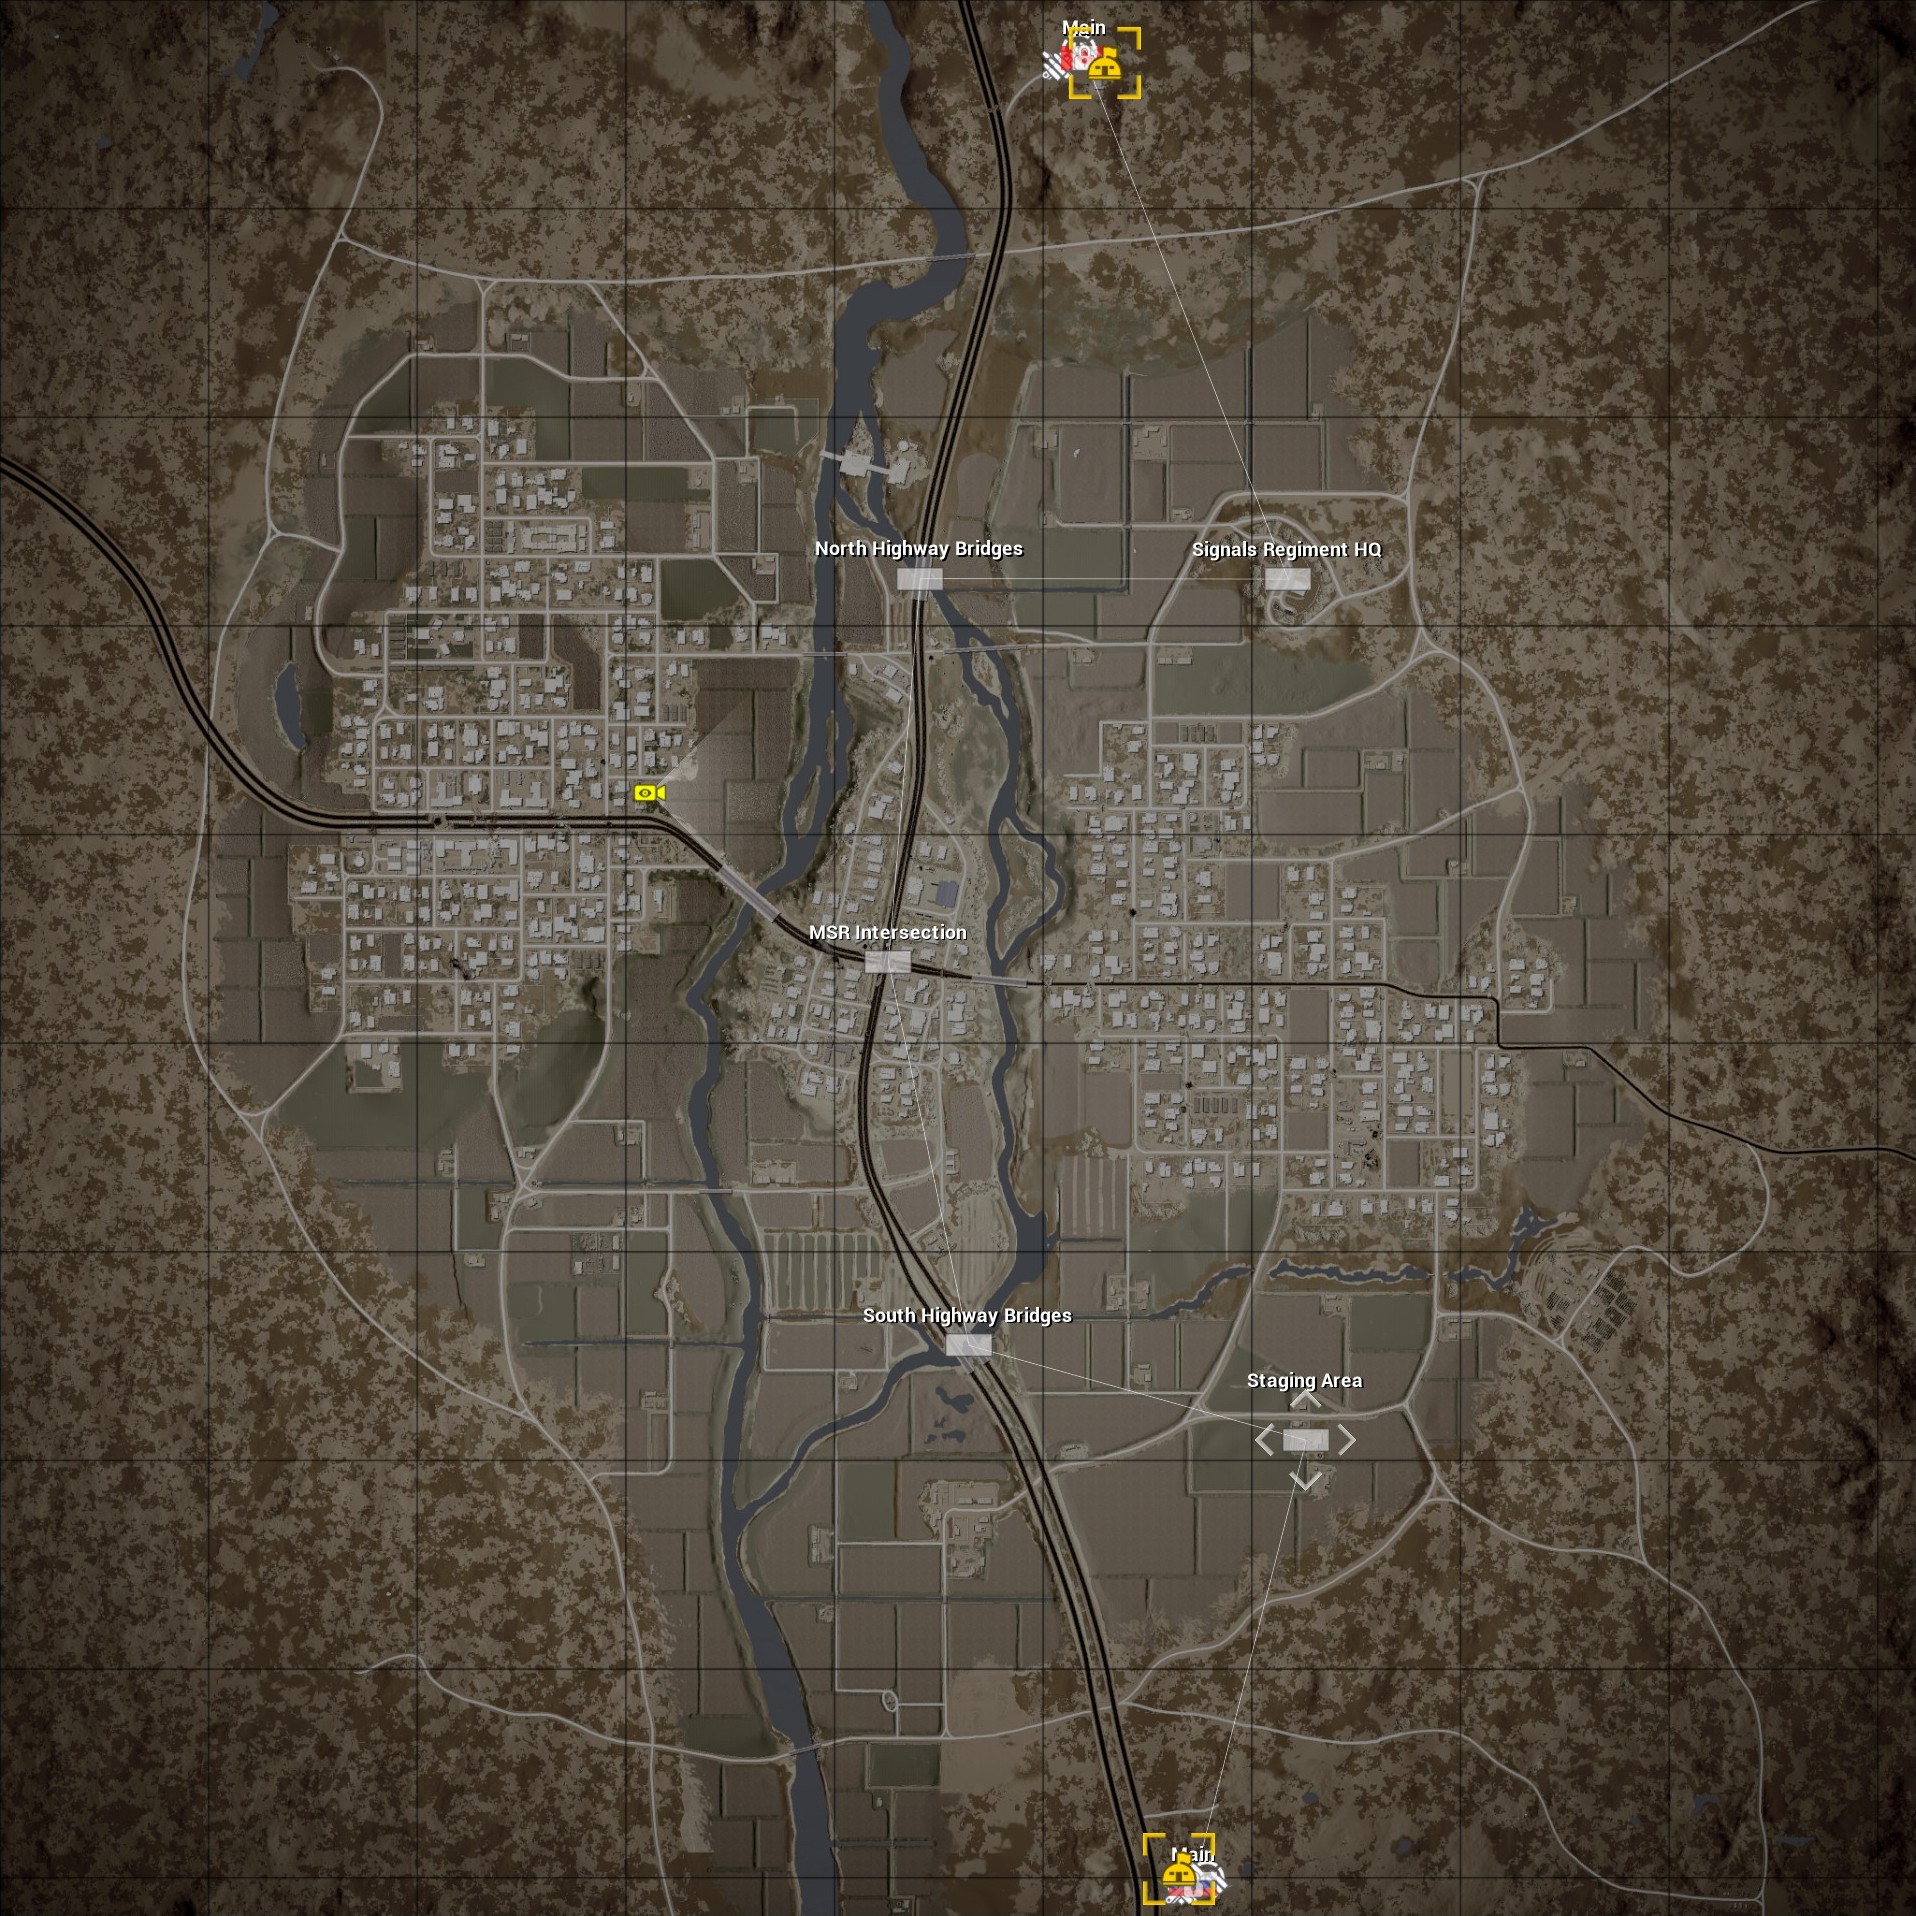 Main
North Highway Bridges
Signals Regiment HQ
MSR Intersection
South Highway Bridges
Staging Area
Main